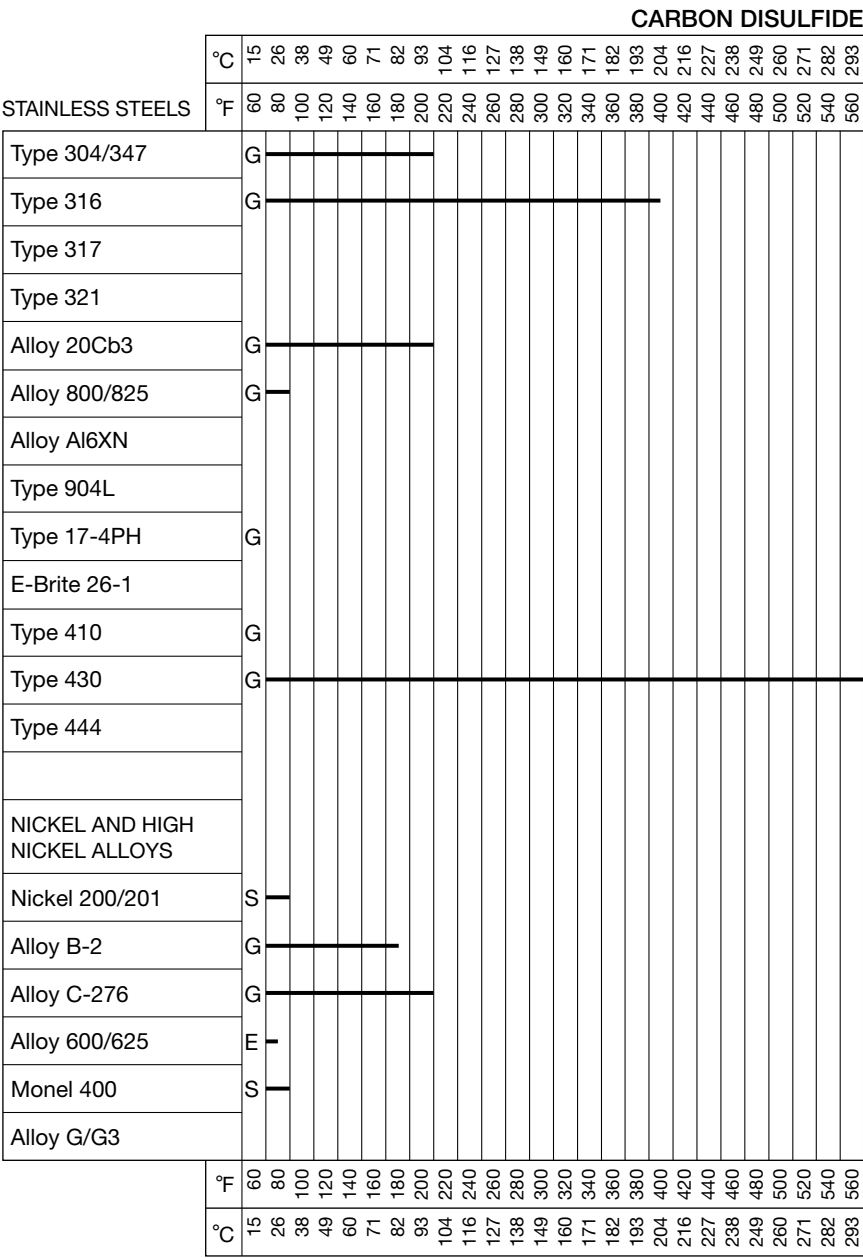 CARBON DISULFIDE
°C 15 26 38 49 60 71 82 93 104 116 127 138 149 160 171 182 193 204 216 227 238 249 260 271 282 293
STAINLESS STEELS °F 60 80 100 120 140 160 180 200 220 240 260 280 300 320 340 360 380 400 420 440 460 480 500 520 540 560
Type 304/347 G
Type 316 G
Type 317
Type 321
Alloy 20Cb3 G
Alloy 800/825 G
Alloy Al6XN
Type 904L
Type 17-4PH G
E-Brite 26-1
Type 410 G
Type 430 G
Type 444
NICKEL AND HIGH
NICKEL ALLOYS
Nickel 200/201 S
Alloy B-2 G
Alloy C-276 G
Alloy 600/625 E
Monel 400 S
Alloy G/G3
°F 60 80 100 120 140 160 180 200 220 240 260 280 300 320 340 360 380 400 420 440 460 480 500 520 540 560
°C 15 26 38 49 60 71 82 93 104 116 127 138 149 160 171 182 193 204 216 227 238 249 260 271 282 293